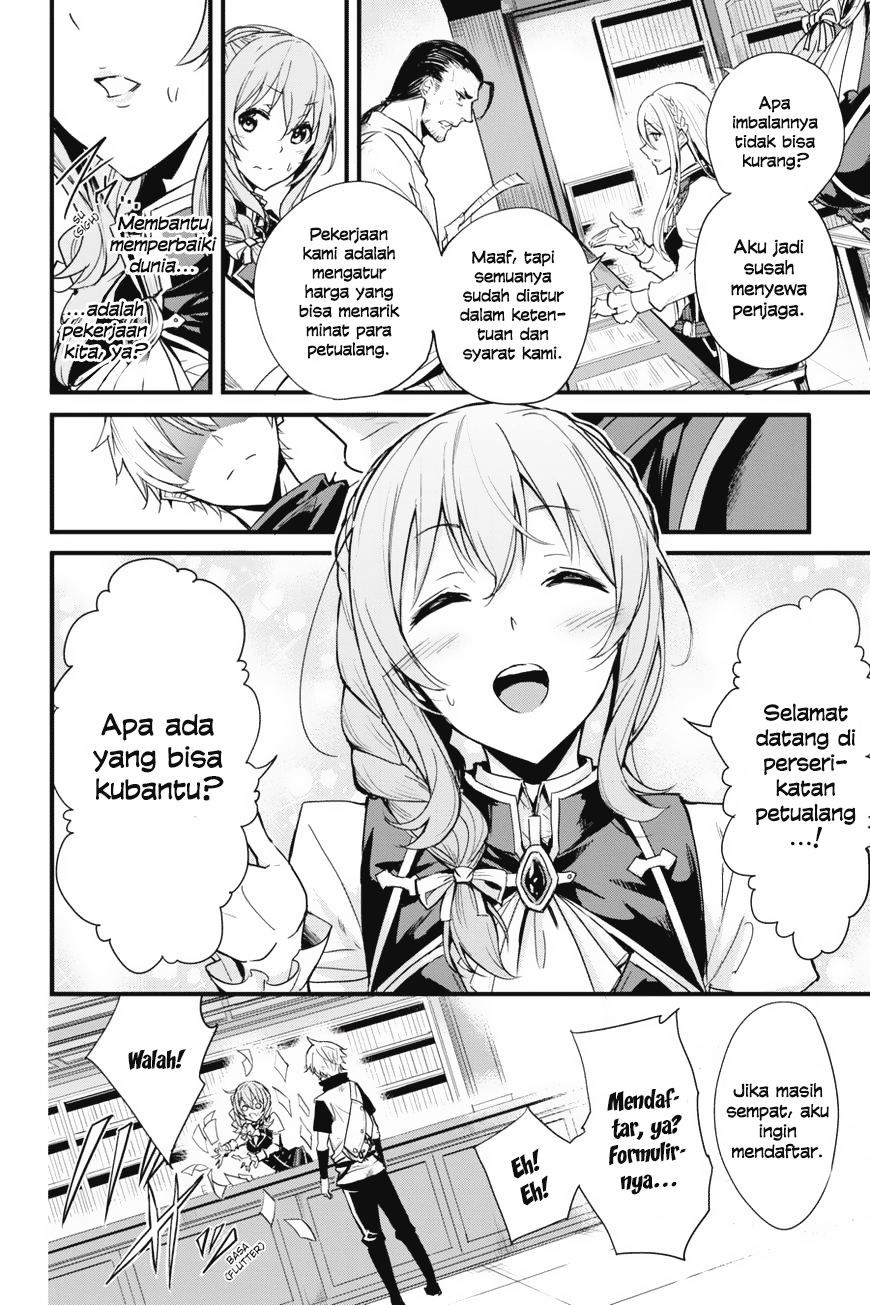 Apa
imbalannya
tidak bisa
kurang?
Aku jadi
susah
menyewa
penjaga.
Maaf, tapi
semuanya
sudah diatur
dalam keten-
tuan dan
syarat kami.
Pekerjaan
kami adalah
mengatur
harga yang
bisa menarik
minat para
petualang.
SU
(SIGH)
...
Membantu
memperbaiki
dunia...
...adalah
pekerjaan
kita, ya?
Selamat
datang di
perseri-
katan
petualang
...!
Apa ada
yang bisa
kubantu?
Jika masih
sempat, aku
ingin
mendaftar.
Mendaf-
tar, ya?
Formulir-
nya...
Eh!
Eh!
Walah!
BASA
(FLUTTER)